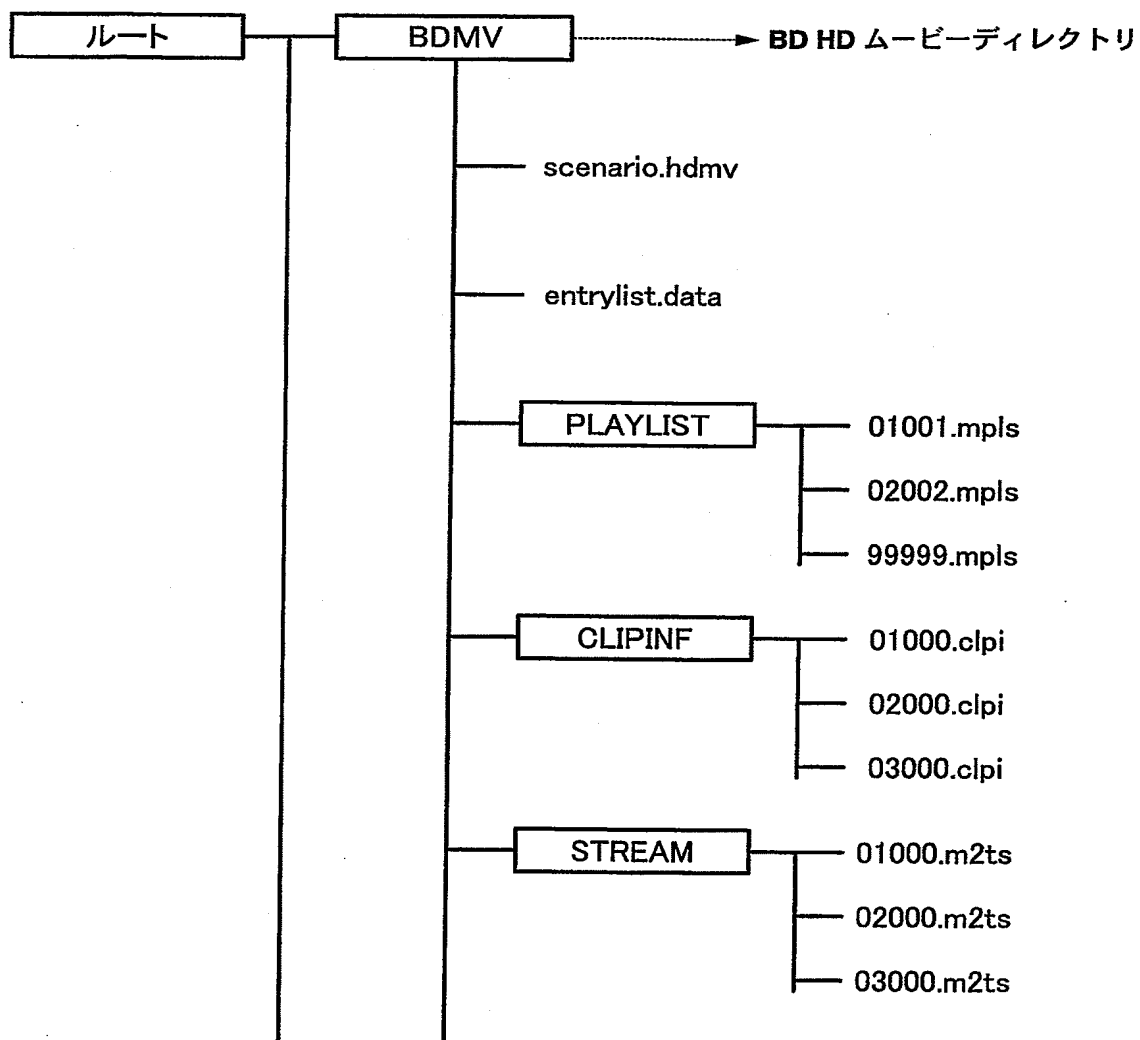 ルート
BDMV
BD HD ムービーディレクトリ
scenario.hdmv
entrylist.data
PLAYLIST
01001.mpls
02002.mpls
99999.mpls
CLIPINF
01000.clpi
02000.clpi
03000.clpi
STREAM
01000.m2ts
02000.m2ts
03000.m2ts